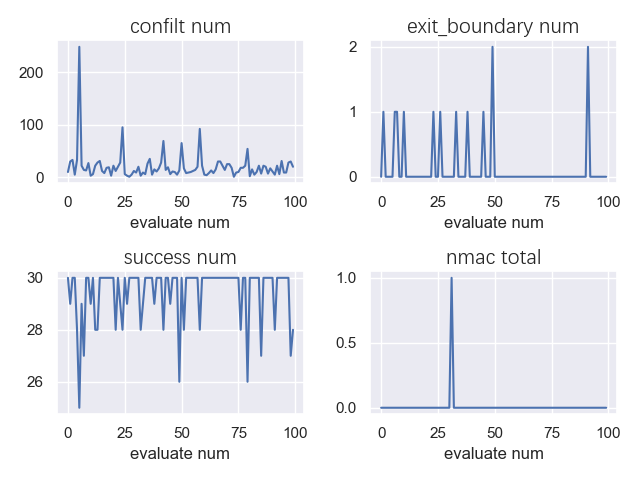 confilt num
exit_boundary num
200
100
0
2
1
0
0 25 50 75 100
0 25 50 75 100
evaluate num
evaluate num
success num
nmac total
30
28
26
1.0
0.5
0.0
0 25 50 75 100
0 25 50 75 100
evaluate num
evaluate num